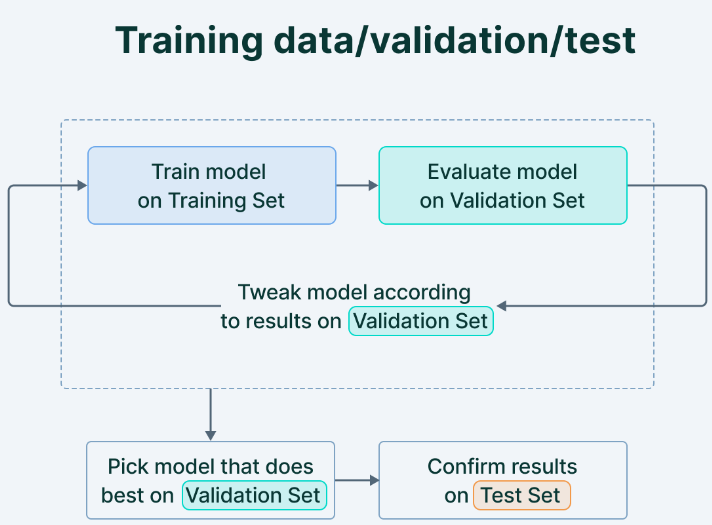 Training data/validation/test
Train model
on Training Set
Evaluate model
on Validation Set
Tweak model according
to results on Validation Set
Pick model that does
best on Validation Set
Confirm results
on Test Set